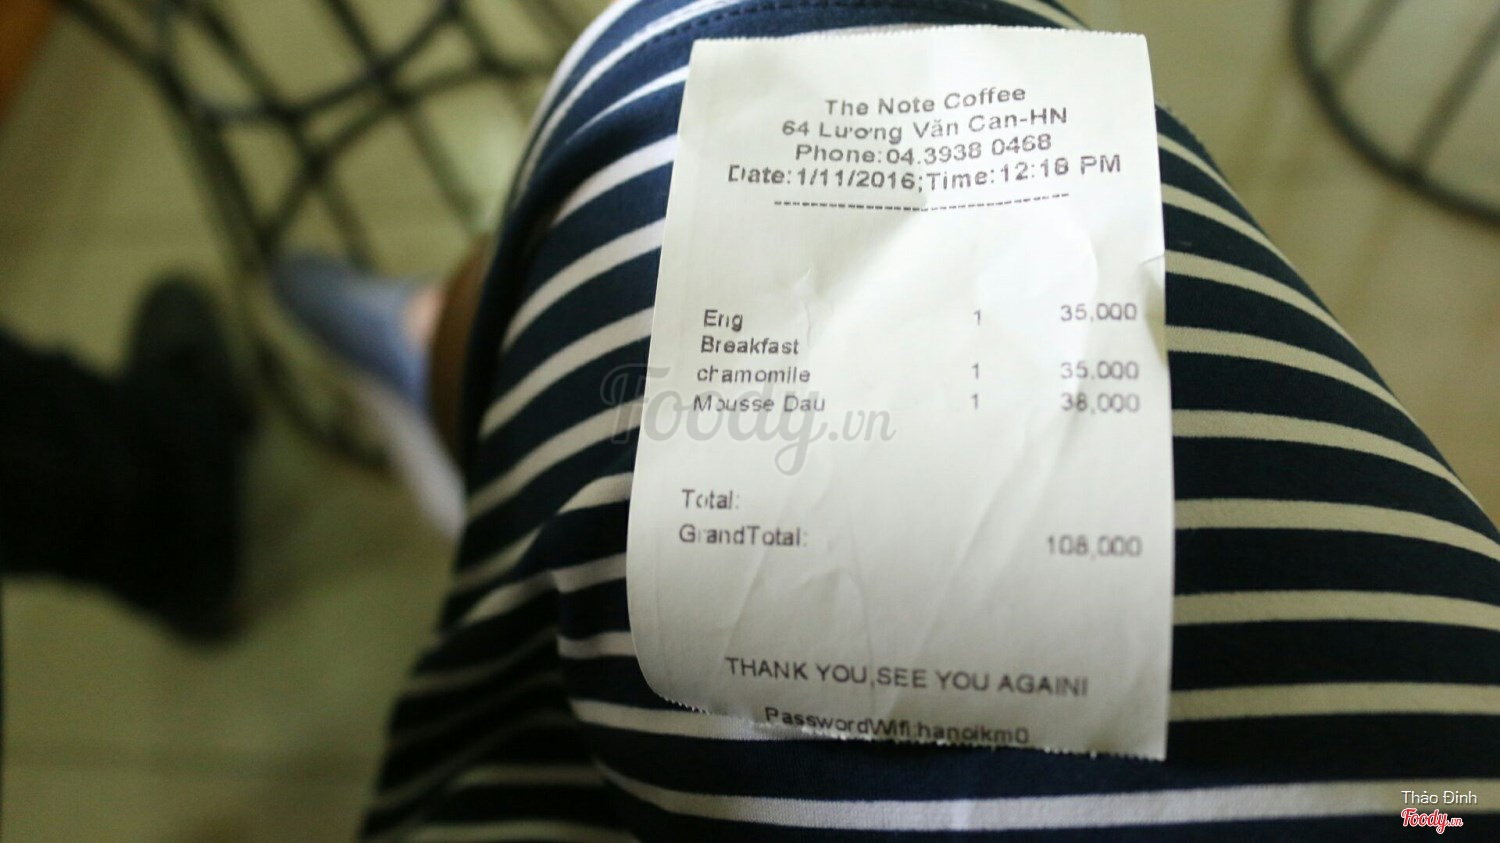 The Note Coffee
64 Lương Văn Can-HN
Phone:04.3938 0468
Date:1/11/2016;Time:12:18 PM
--------------------------------
Eng 1 35,000
Breakfast
chamomile 1 35,000
Mousse Dau 1 38,000
Total:
GrandTotal: 108,000
THANK YOU,SEE YOU AGAIN!
PasswordWifi:hanoikm0
Foody.vn
Thảo Đinh
Foody.vn